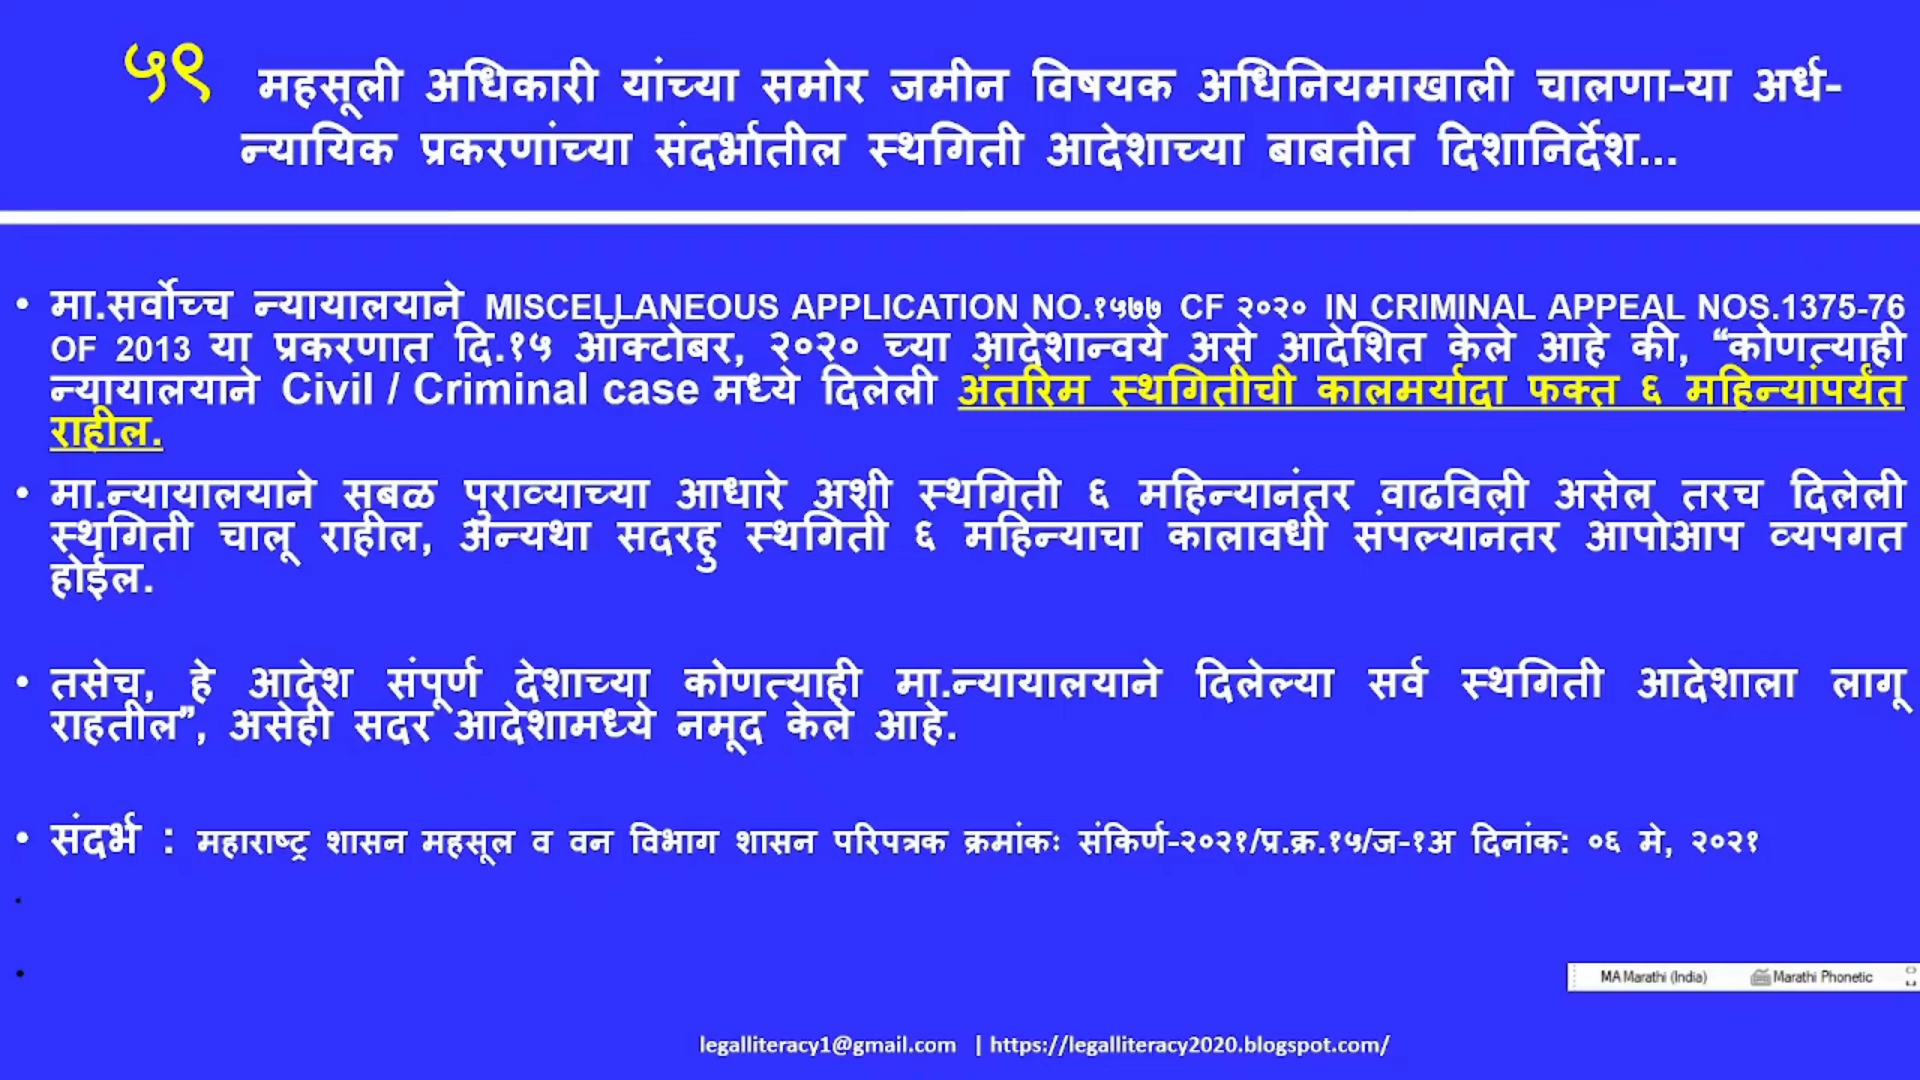 ५९ महसूली अधिकारी यांच्या समोर जमीन विषयक अधिनियमाखाली चालणा-या अर्ध-
न्यायिक प्रकरणांच्या संदर्भातील स्थगिती आदेशाच्या बाबतीत दिशानिर्देश...
• मा.सर्वोच्च न्यायालयाने MISCELLANEOUS APPLICATION NO.१५७७ CF २०२० IN CRIMINAL APPEAL NOS.1375-76
OF 2013 या प्रकरणात दि.१५ ऑक्टोबर, २०२० च्या आदेशान्वये असे आदेशित केले आहे की, “कोणत्याही
न्यायालयाने Civil / Criminal case मध्ये दिलेली अंतरिम स्थगितीची कालमर्यादा फक्त ६ महिन्यांपर्यंत
राहील.
• मा.न्यायालयाने सबळ पुराव्याच्या आधारे अशी स्थगिती ६ महिन्यानंतर वाढविली असेल तरच दिलेली
स्थगिती चालू राहील, अन्यथा सदरहु स्थगिती ६ महिन्याचा कालावधी संपल्यानंतर आपोआप व्यपगत
होईल.
• तसेच, हे आदेश संपूर्ण देशाच्या कोणत्याही मा.न्यायालयाने दिलेल्या सर्व स्थगिती आदेशाला लागू
राहतील”, असेही सदर आदेशामध्ये नमूद केले आहे.
• संदर्भ : महाराष्ट्र शासन महसूल व वन विभाग शासन परिपत्रक क्रमांकः संकिर्ण-२०२१/प्र.क्र.१५/ज-१अ दिनांक: ०६ मे, २०२१
MA Marathi (India) Marathi Phonetic
legalliteracy1@gmail.com | https://legalliteracy2020.blogspot.com/